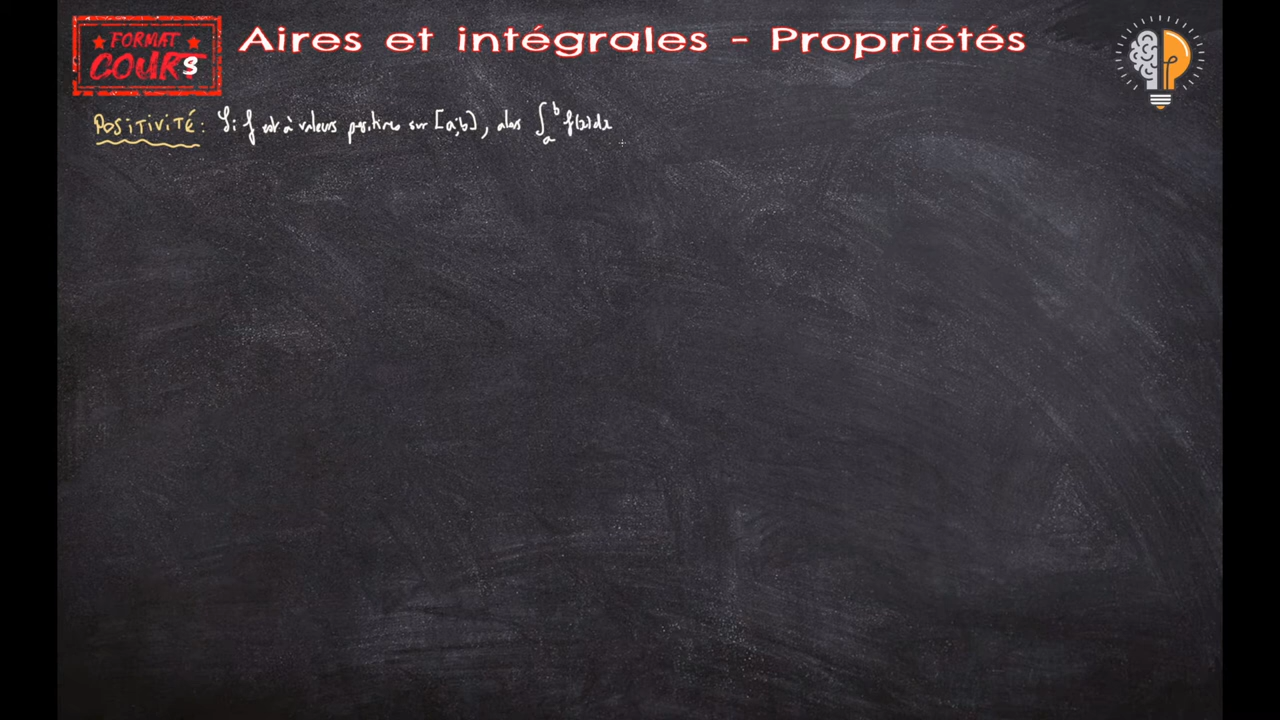 FORMAT
COURs
Aires et intégrales - Propriétés
POSITIVITÉ : Si f est à valeurs positives sur [a;b], alors ∫_a^b f(x)dx